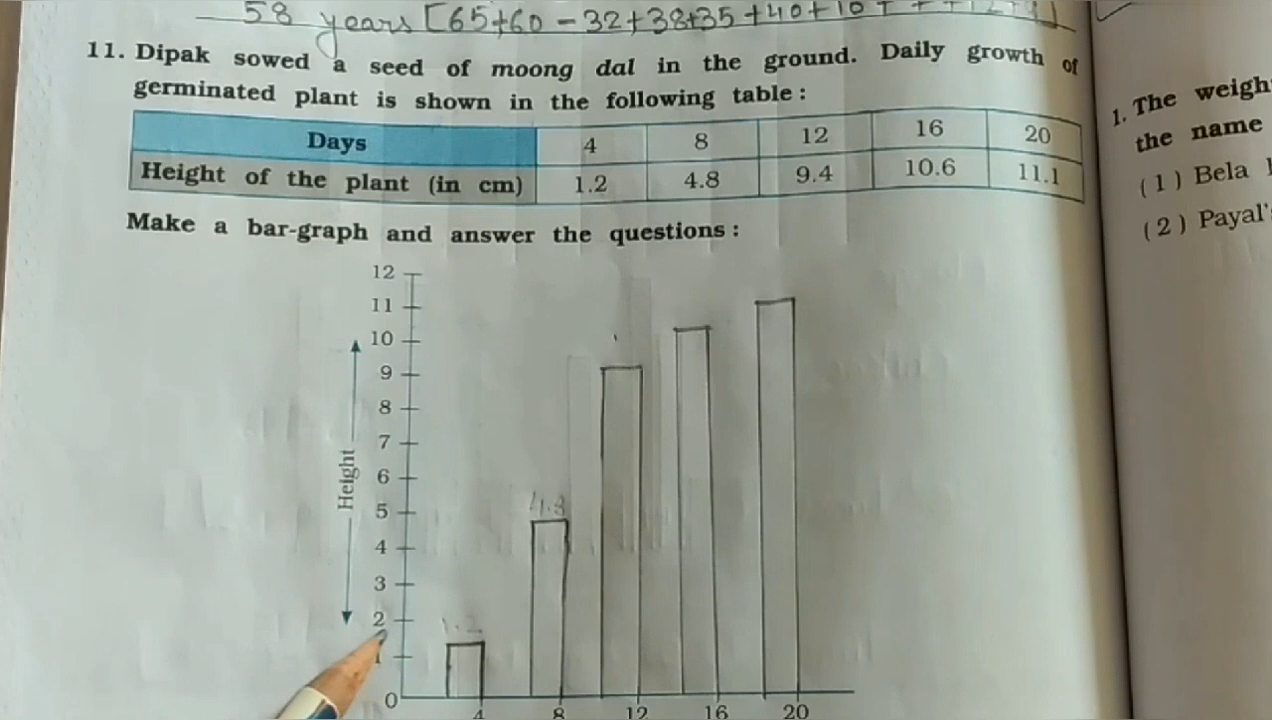 58 years [65+60-32+38+35+40+10+
11. Dipak sowed a seed of moong dal in the ground. Daily growth of
germinated plant is shown in the following table :
Days 4 8 12 16 20
Height of the plant (in cm) 1.2 4.8 9.4 10.6 11.1
Make a bar-graph and answer the questions :
12
11
10
9
8
7
6
5
4
3
2
1
0
Height
4 8 12 16 20
1. The
the name
(1) Bela
(2) Payal's